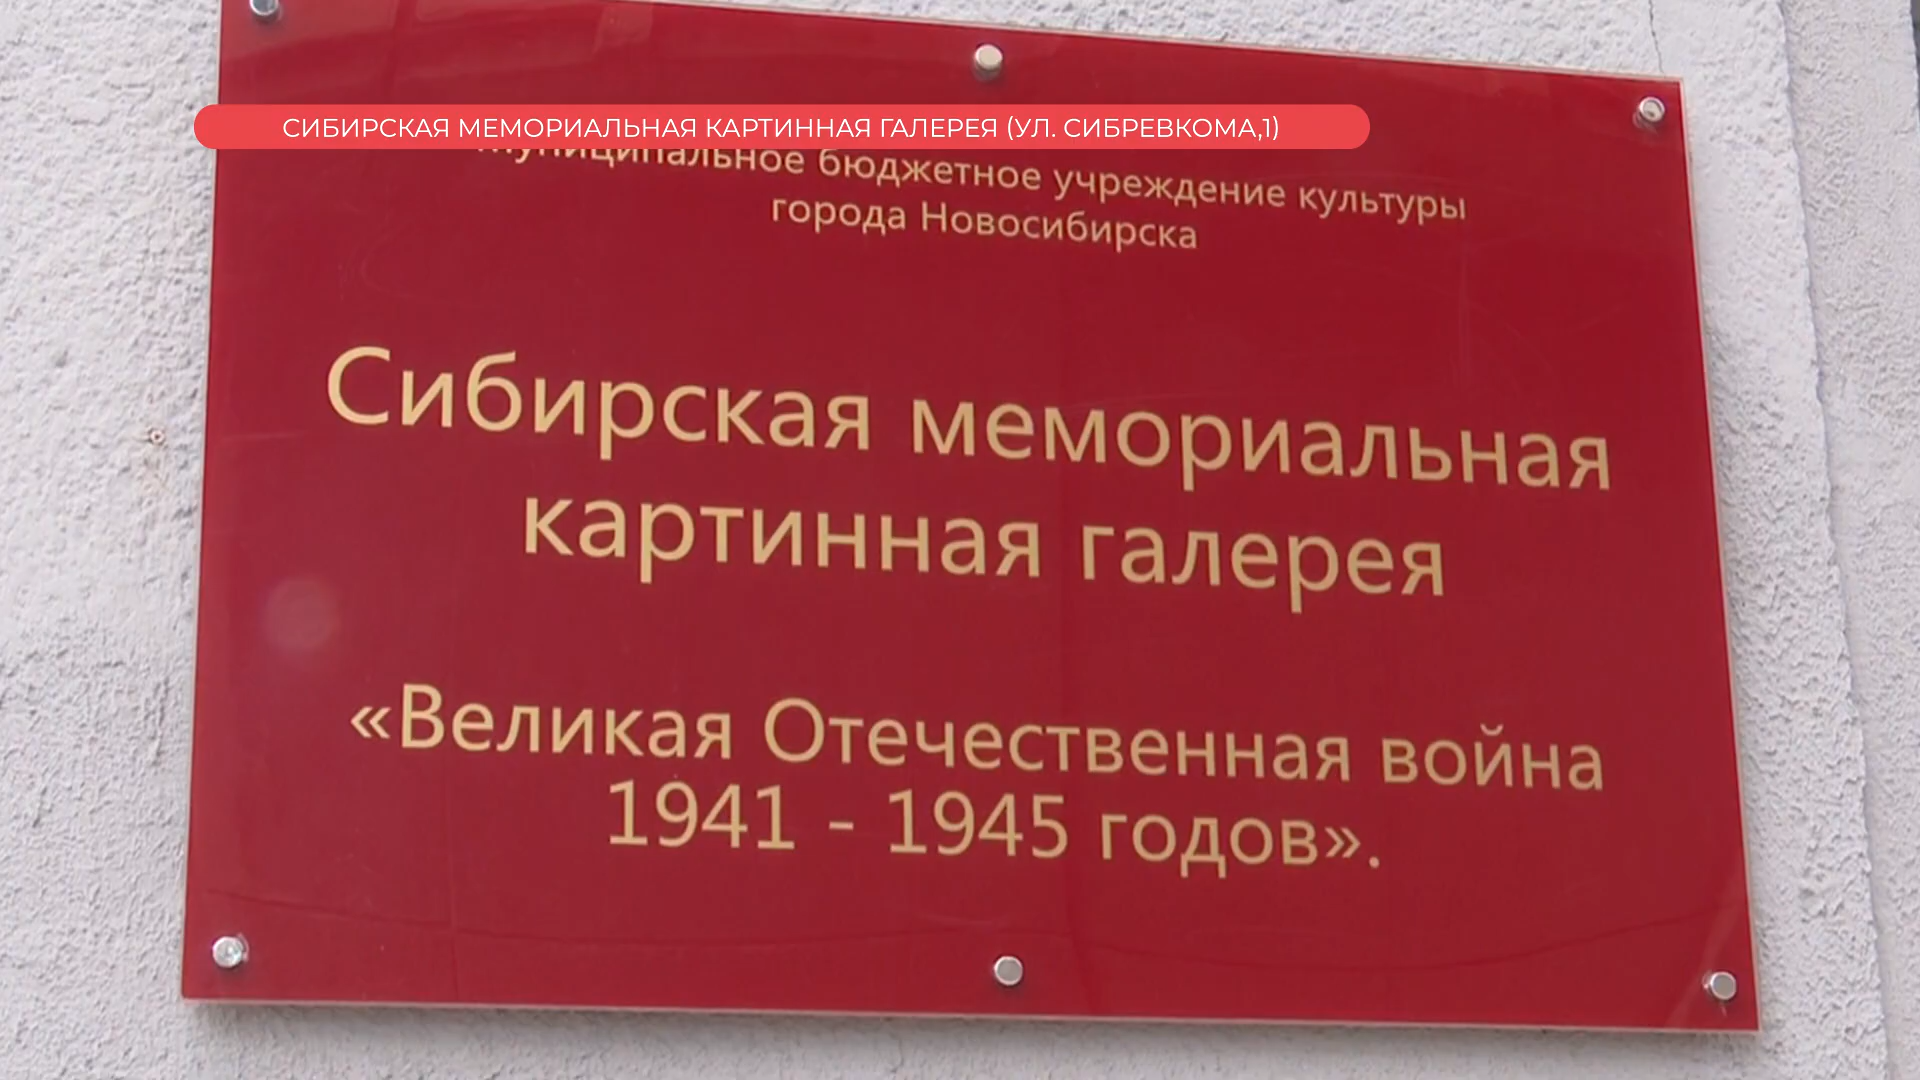 СИБИРСКАЯ МЕМОРИАЛЬНАЯ КАРТИННАЯ ГАЛЕРЕЯ (УЛ. СИБРЕВКОМА,1)
Муниципальное бюджетное учреждение культуры
города Новосибирска
Сибирская мемориальная
картинная галерея
«Великая Отечественная война
1941 - 1945 годов».